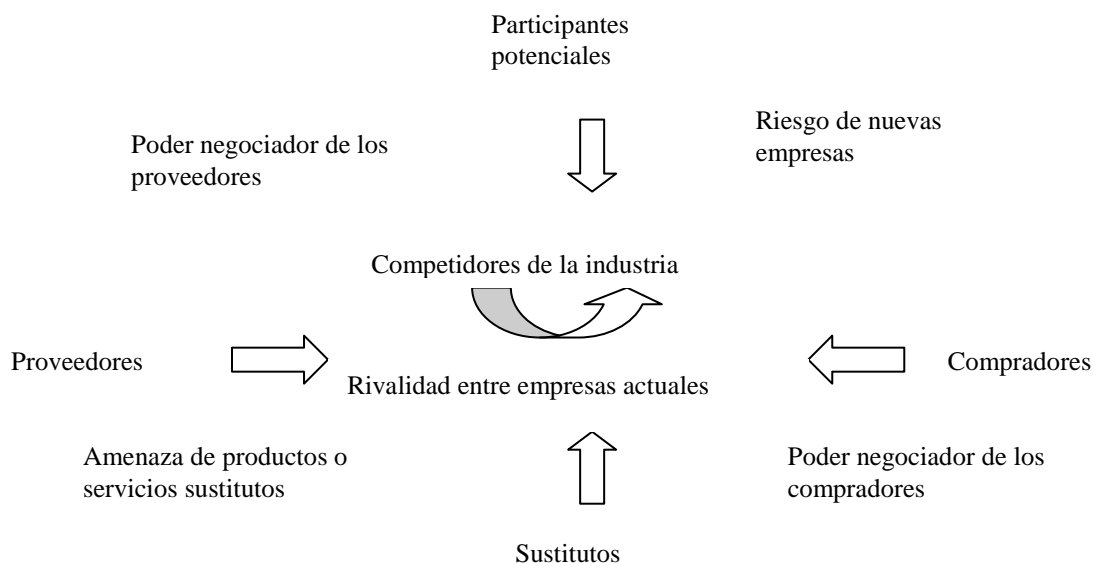 Participantes
potenciales
Riesgo de nuevas
empresas
Poder negociador de los
proveedores
Competidores de la industria
Proveedores
Compradores
Rivalidad entre empresas actuales
Amenaza de productos o
servicios sustitutos
Poder negociador de los
compradores
Sustitutos